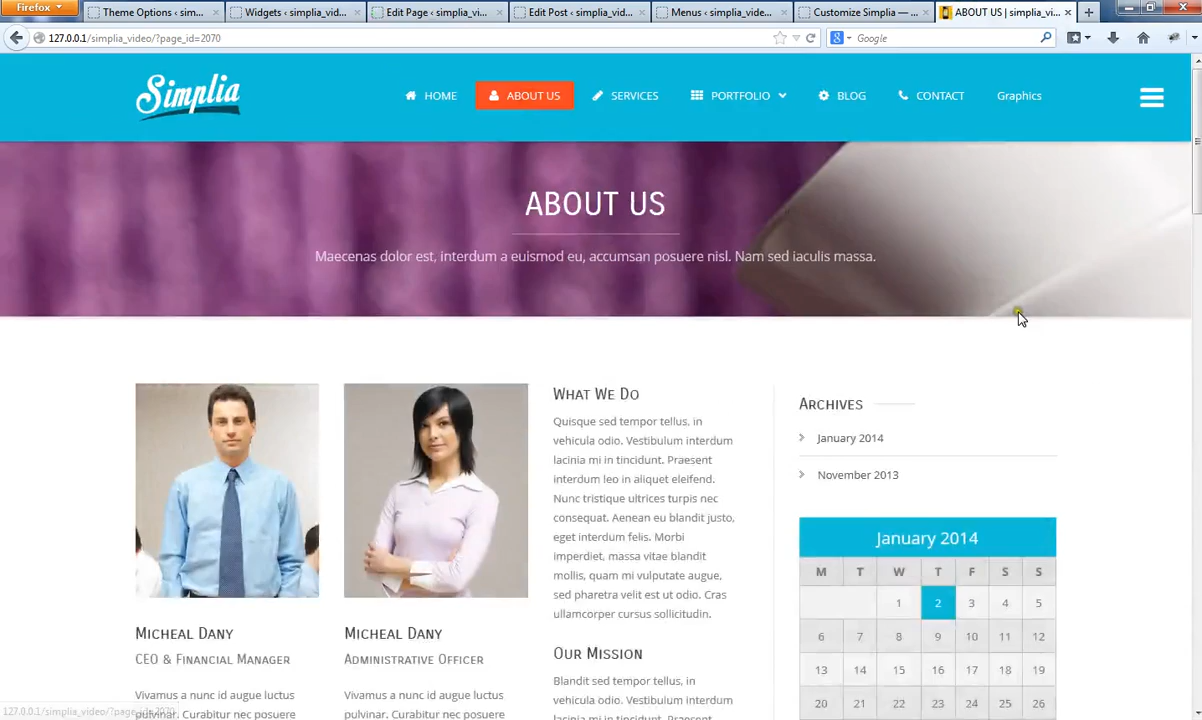 Firefox
Theme Options ‹ sim...
Widgets ‹ simplia_vid...
Edit Page ‹ simplia_v...
Edit Post ‹ simplia_vid...
Menus ‹ simplia_vide...
Customize Simplia — ...
ABOUT US | simplia_vi...
127.0.0.1/simplia_video/?page_id=2070
Google
Simplia
HOME
ABOUT US
SERVICES
PORTFOLIO
BLOG
CONTACT
Graphics
ABOUT US
Maecenas dolor est, interdum a euismod eu, accumsan posuere nisl. Nam sed iaculis massa.
MICHEAL DANY
CEO & FINANCIAL MANAGER
Vivamus a nunc id augue luctus
pulvinar. Curabitur nec posuere
MICHEAL DANY
ADMINISTRATIVE OFFICER
Vivamus a nunc id augue luctus
pulvinar. Curabitur nec posuere
WHAT WE DO
Quisque sed tempor tellus, in
vehicula odio. Vestibulum interdum
lacinia mi in tincidunt. Praesent
interdum leo in aliquet eleifend.
Nunc tristique ultrices turpis nec
consequat. Aenean eu blandit justo,
eget interdum felis. Morbi
imperdiet, massa vitae blandit
mollis, quam mi vulputate augue,
sed pharetra velit est ut odio. Cras
ullamcorper cursus sollicitudin.
OUR MISSION
Blandit sed tempor tellus, in
vehicula odio. Vestibulum interdum
lacinia mi in tincidunt. Praesent
ARCHIVES
January 2014
November 2013
January 2014
M T W T F S S
1 2 3 4 5
6 7 8 9 10 11 12
13 14 15 16 17 18 19
20 21 22 23 24 25 26
127.0.0.1/simplia_video/?page_id=2070